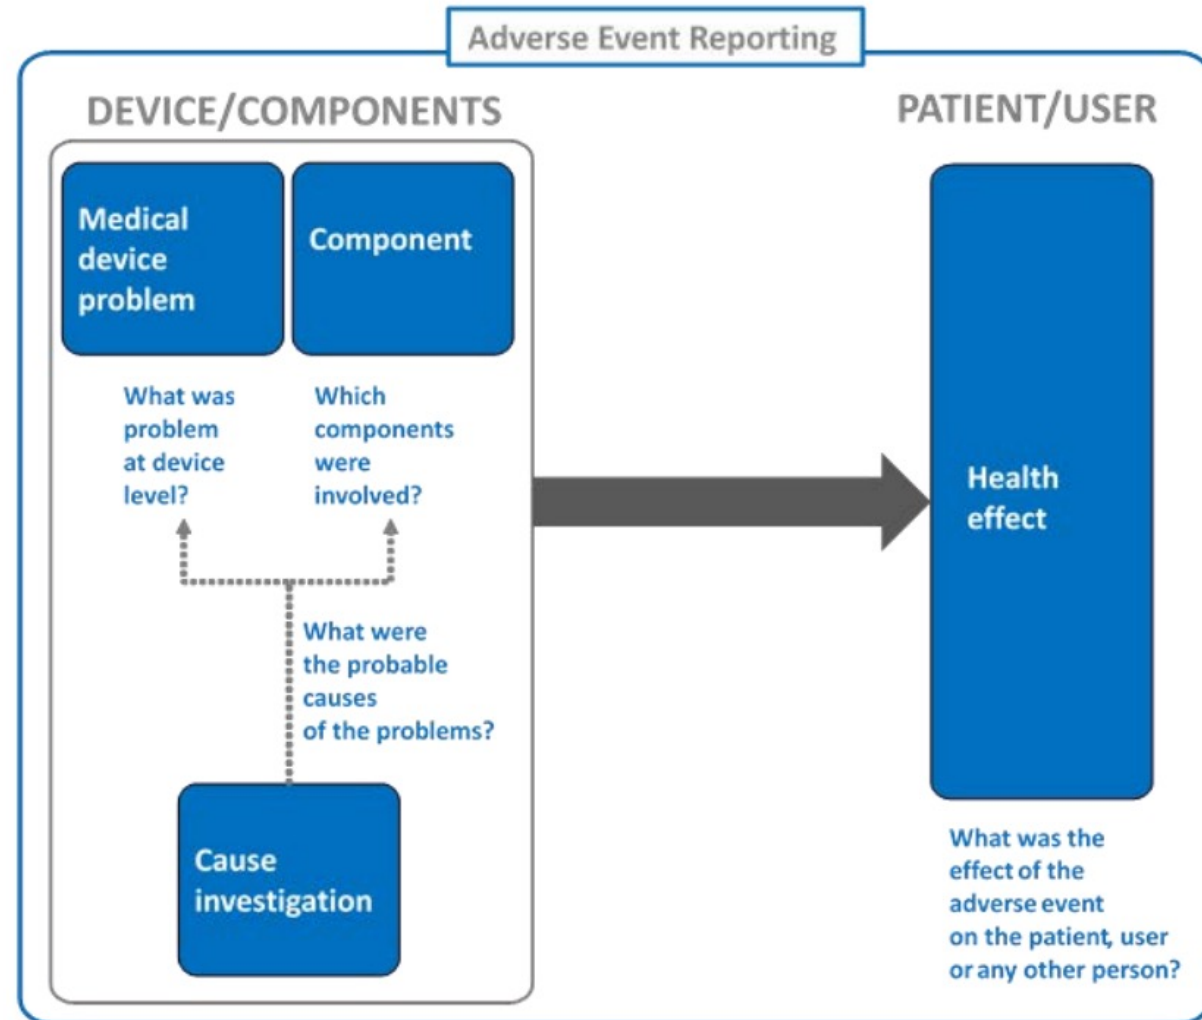 Adverse Event Reporting
DEVICE/COMPONENTS
PATIENT/USER
Medical
device
problem
Component
What was
problem
at device
level?
Which
components
were
involved?
What were
the probable
causes
of the problems?
Cause
investigation
Health
effect
What was the
effect of the
adverse event
on the patient, user
or any other person?